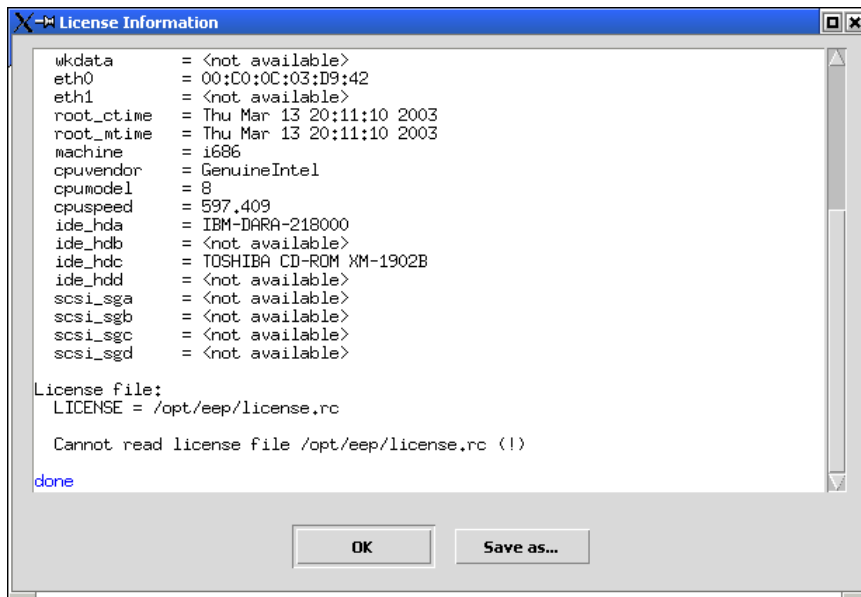 License Information
wkdata = <not available>
eth0 = 00:C0:0C:03:D9:42
eth1 = <not available>
root_ctime = Thu Mar 13 20:11:10 2003
root_mtime = Thu Mar 13 20:11:10 2003
machine = i686
cpuvendor = GenuineIntel
cpumodel = 8
cpuspeed = 597.409
ide_hda = IBM-DARA-218000
ide_hdb = <not available>
ide_hdc = TOSHIBA CD-ROM XM-1902B
ide_hdd = <not available>
scsi_sga = <not available>
scsi_sgb = <not available>
scsi_sgc = <not available>
scsi_sgd = <not available>
License file:
LICENSE = /opt/eep/license.rc
Cannot read license file /opt/eep/license.rc (!)
done
OK Save as...